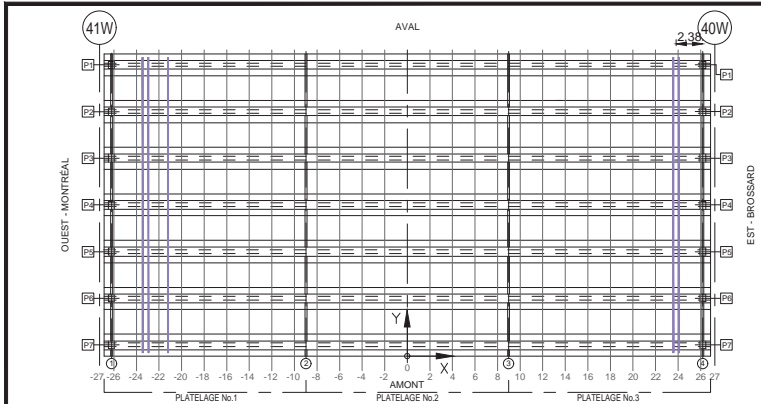 41W
AVAL
40W
2,38
P1
P1
P2
P2
P3
P3
P4
P4
P5
P5
P6
P6
P7
P7
OUEST - MONTRÉAL
EST - BROSSARD
Y
X
1
2
0
3
4
-27 -26 -24 -22 -20 -18 -16 -14 -12 -10 -8 -6 -4 -2 0 2 4 6 8 10 12 14 16 18 20 22 24 26 27
AMONT
PLATELAGE No.1
PLATELAGE No.2
PLATELAGE No.3